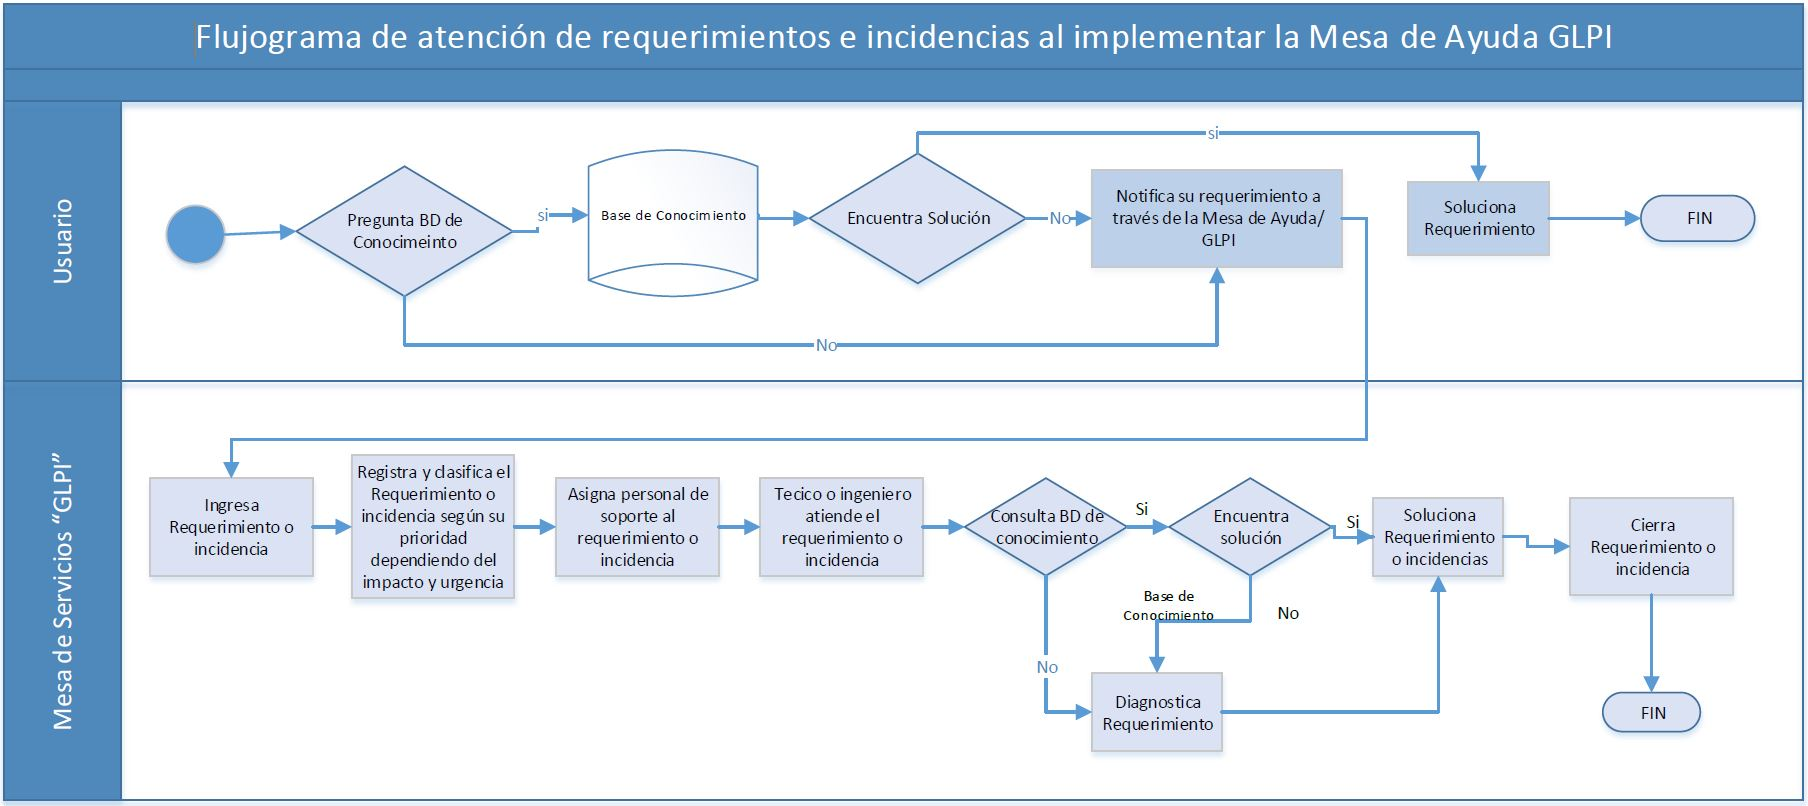 Flujograma de atención de requerimientos e incidencias al implementar la Mesa de Ayuda GLPI
Usuario
Pregunta BD de
Conocimeinto
si
Base de Conocimiento
Encuentra Solución
si
No
Notifica su requerimiento a
través de la Mesa de Ayuda/
GLPI
Soluciona
Requerimiento
FIN
No
Mesa de Servicios “GLPI”
Ingresa
Requerimiento o
incidencia
Registra y clasifica el
Requerimiento o
incidencia según su
prioridad
dependiendo del
impacto y urgencia
Asigna personal de
soporte al
requerimiento o
incidencia
Tecico o ingeniero
atiende el
requerimiento o
incidencia
Consulta BD de
conocimiento
Si
Encuentra
solución
Si
Soluciona
Requerimiento
o incidencias
Cierra
Requerimiento o
incidencia
Base de
Conocimiento
No
No
Diagnostica
Requerimiento
FIN